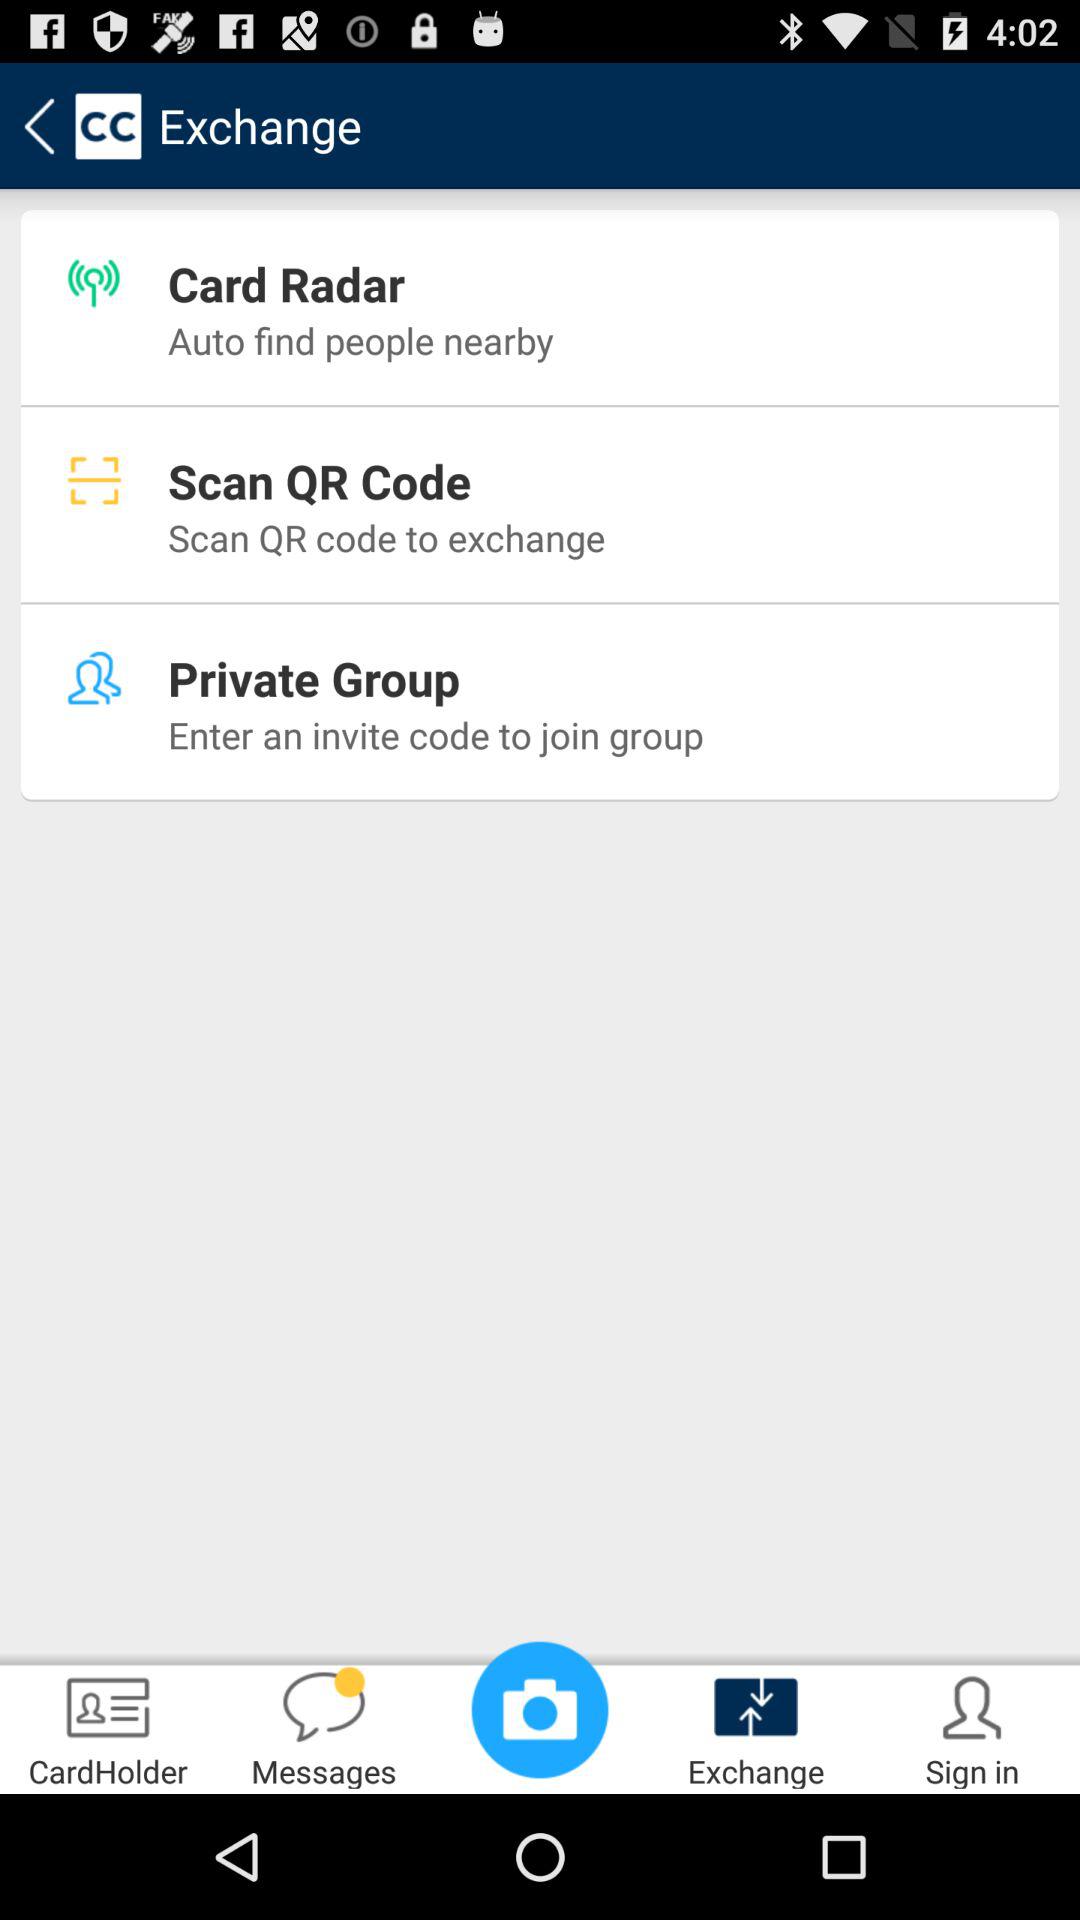 FAKE
4:02
CC Exchange
Card Radar
Auto find people nearby
Scan QR Code
Scan QR code to exchange
Private Group
Enter an invite code to join group
CardHolder
Messages
Exchange
Sign in